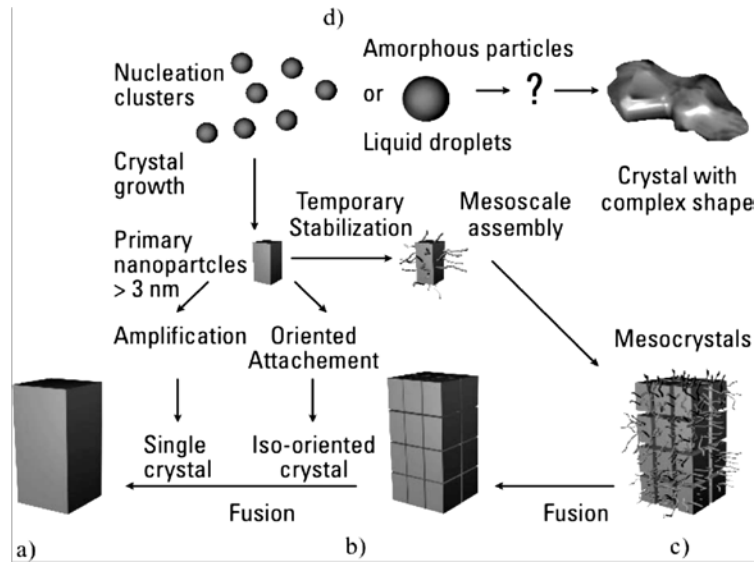 d)
Nucleation
clusters
or
Amorphous particles
?
Liquid droplets
Crystal with
complex shape
Crystal
growth
Temporary
Stabilization
Mesoscale
assembly
Primary
nanopartcles
> 3 nm
Amplification
Oriented
Attachement
Mesocrystals
Single
crystal
Iso-oriented
crystal
Fusion
Fusion
a)
b)
c)